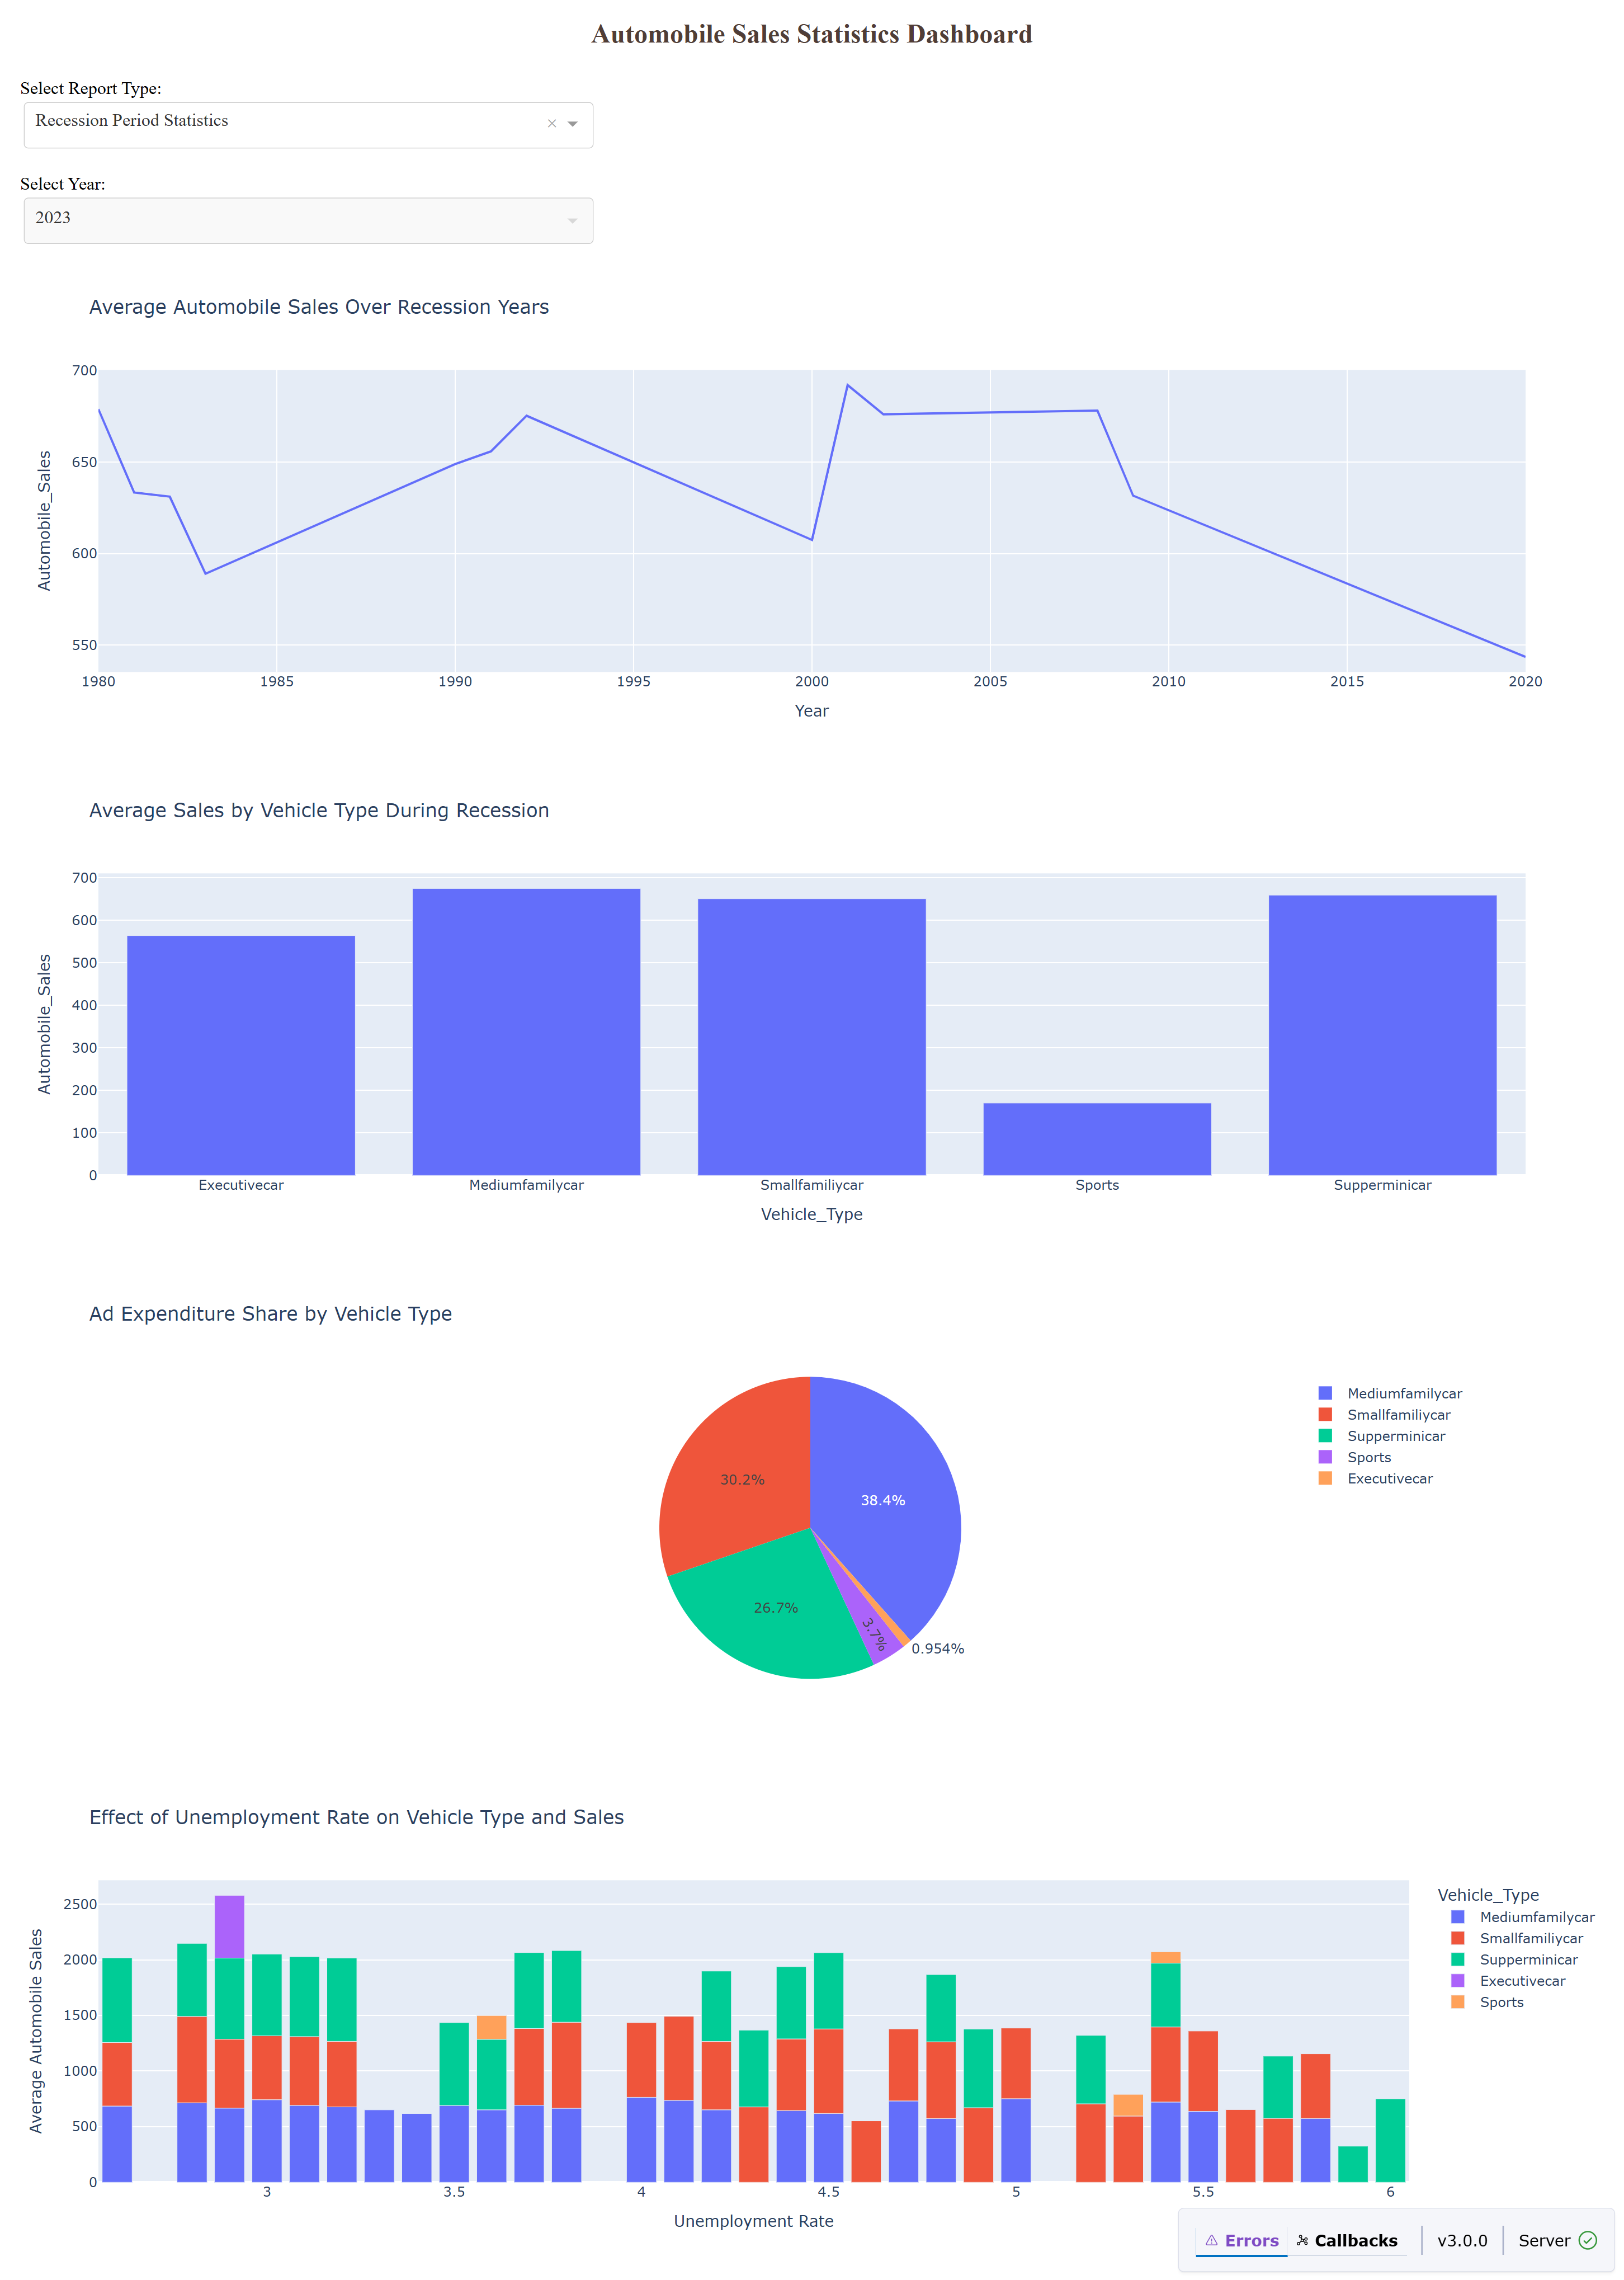 Automobile Sales Statistics Dashboard
Select Report Type:
Recession Period Statistics
Select Year:
2023
Average Automobile Sales Over Recession Years
700
650
600
550
Automobile_Sales
1980 1985 1990 1995 2000 2005 2010 2015 2020
Year
Average Sales by Vehicle Type During Recession
700
600
500
400
300
200
100
0
Automobile_Sales
Executivecar Mediumfamilycar Smallfamiliycar Sports Supperminicar
Vehicle_Type
Ad Expenditure Share by Vehicle Type
30.2%
38.4%
26.7%
3.7%
0.954%
Mediumfamilycar
Smallfamiliycar
Supperminicar
Sports
Executivecar
Effect of Unemployment Rate on Vehicle Type and Sales
2500
2000
1500
1000
500
0
Average Automobile Sales
3 3.5 4 4.5 5 5.5 6
Unemployment Rate
Vehicle_Type
Mediumfamilycar
Smallfamiliycar
Supperminicar
Executivecar
Sports
Errors Callbacks v3.0.0 Server